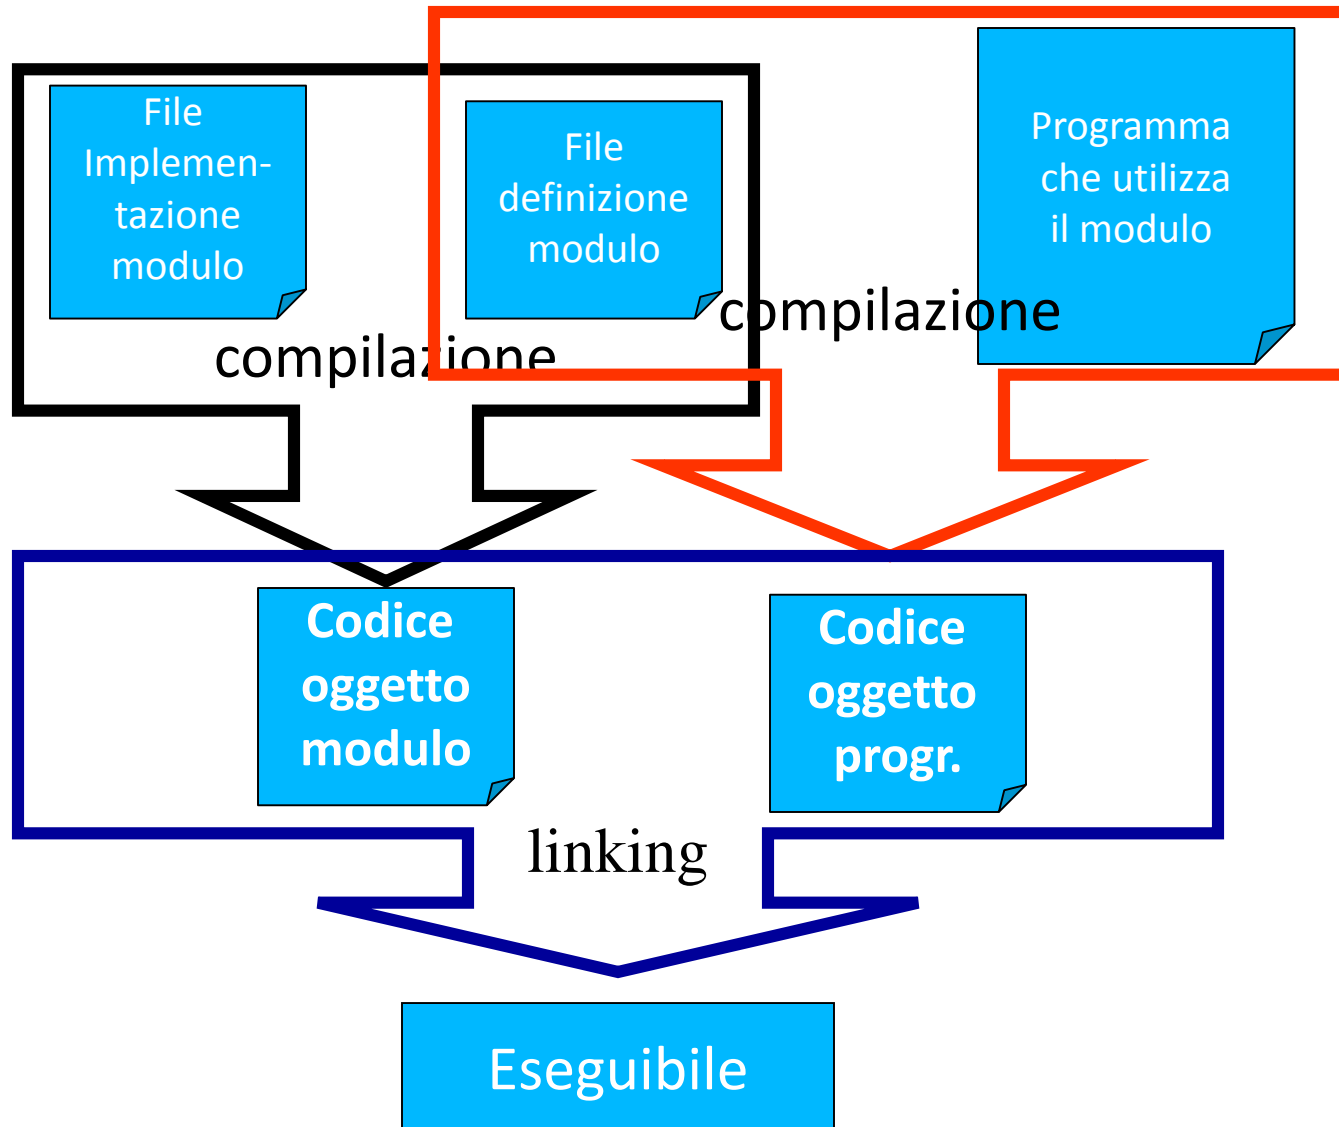 File
Implemen-
tazione
modulo
File
definizione
modulo
Programma
che utilizza
il modulo
compilazione
compilazione
Codice
oggetto
modulo
Codice
oggetto
progr.
linking
Eseguibile